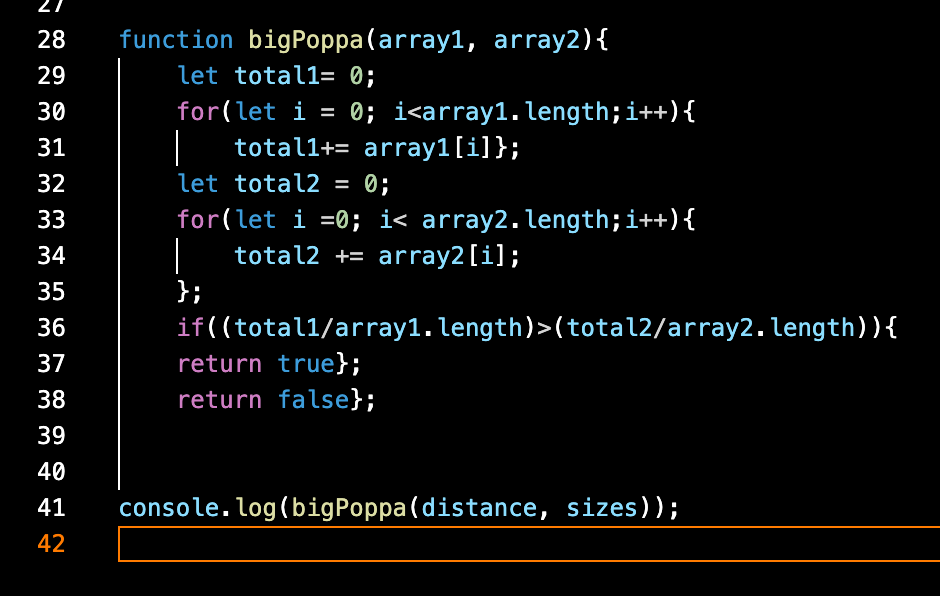 27
28 function bigPoppa(array1, array2){
29 let total1= 0;
30 for(let i = 0; i<array1.length;i++){
31 total1+= array1[i]};
32 let total2 = 0;
33 for(let i =0; i< array2.length;i++){
34 total2 += array2[i];
35 };
36 if((total1/array1.length)>(total2/array2.length)){
37 return true};
38 return false};
39
40
41 console.log(bigPoppa(distance, sizes));
42